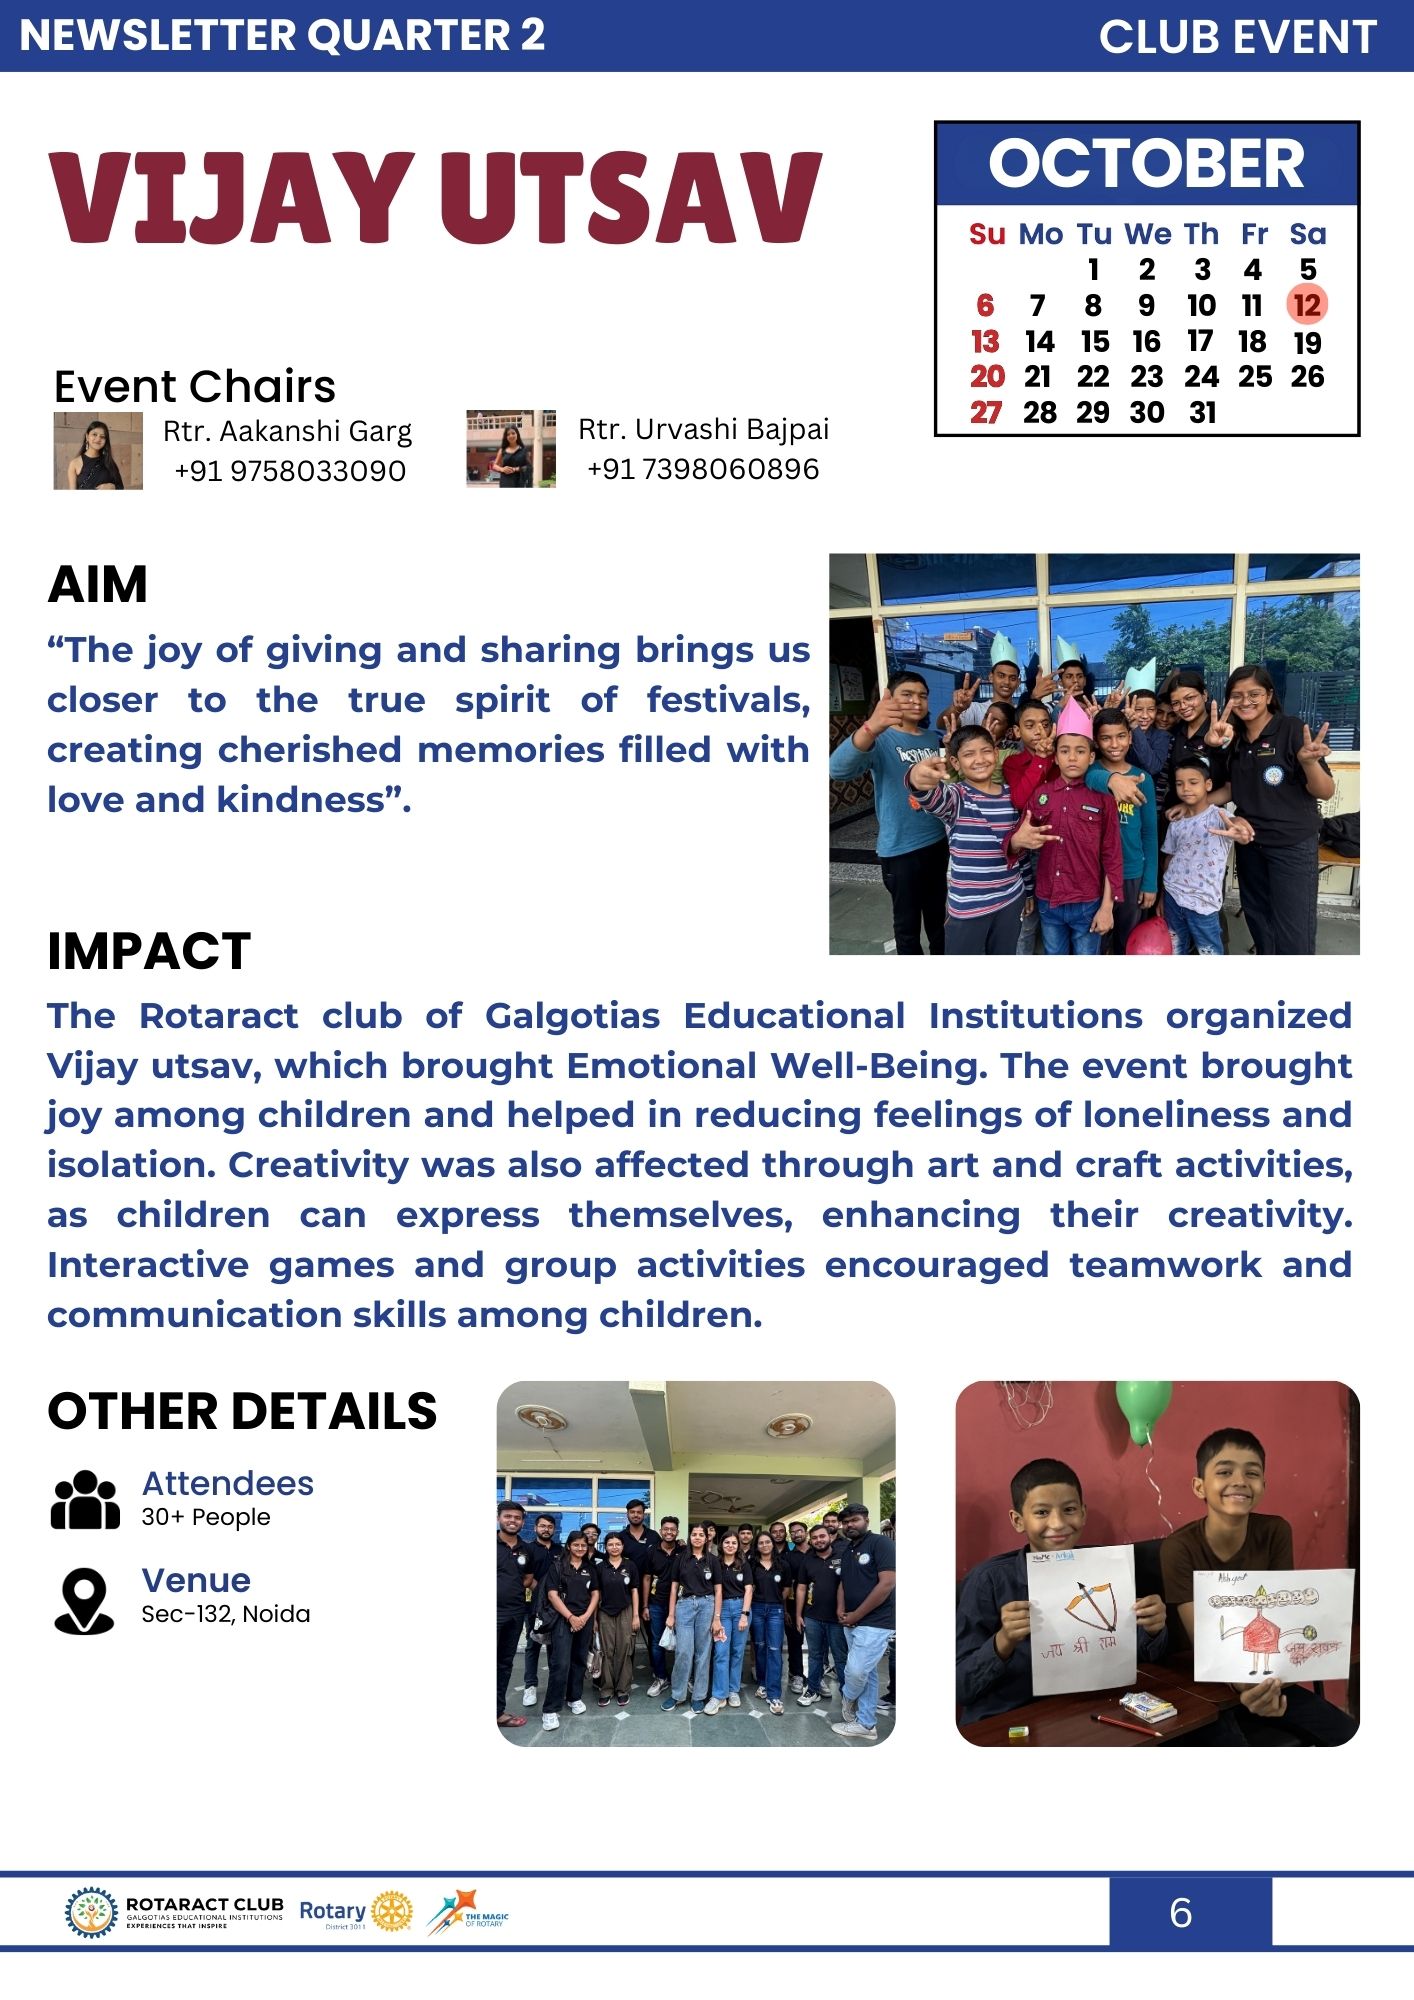 NEWSLETTER QUARTER 2
CLUB EVENT
VIJAY UTSAV
OCTOBER
Su Mo Tu We Th Fr Sa
1 2 3 4 5
6 7 8 9 10 11 12
13 14 15 16 17 18 19
20 21 22 23 24 25 26
27 28 29 30 31
Event Chairs
Rtr. Aakanshi Garg
+91 9758033090
Rtr. Urvashi Bajpai
+91 7398060896
AIM
“The joy of giving and sharing brings us
closer to the true spirit of festivals,
creating cherished memories filled with
love and kindness”.
IMPACT
The Rotaract club of Galgotias Educational Institutions organized
Vijay utsav, which brought Emotional Well-Being. The event brought
joy among children and helped in reducing feelings of loneliness and
isolation. Creativity was also affected through art and craft activities,
as children can express themselves, enhancing their creativity.
Interactive games and group activities encouraged teamwork and
communication skills among children.
OTHER DETAILS
Attendees
30+ People
Venue
Sec-132, Noida
जय श्री राम
ROTARACT CLUB
GALGOTIAS EDUCATIONAL INSTITUTIONS
EXPERIENCES THAT INSPIRE
Rotary
District 3011
THE MAGIC
OF ROTARY
6